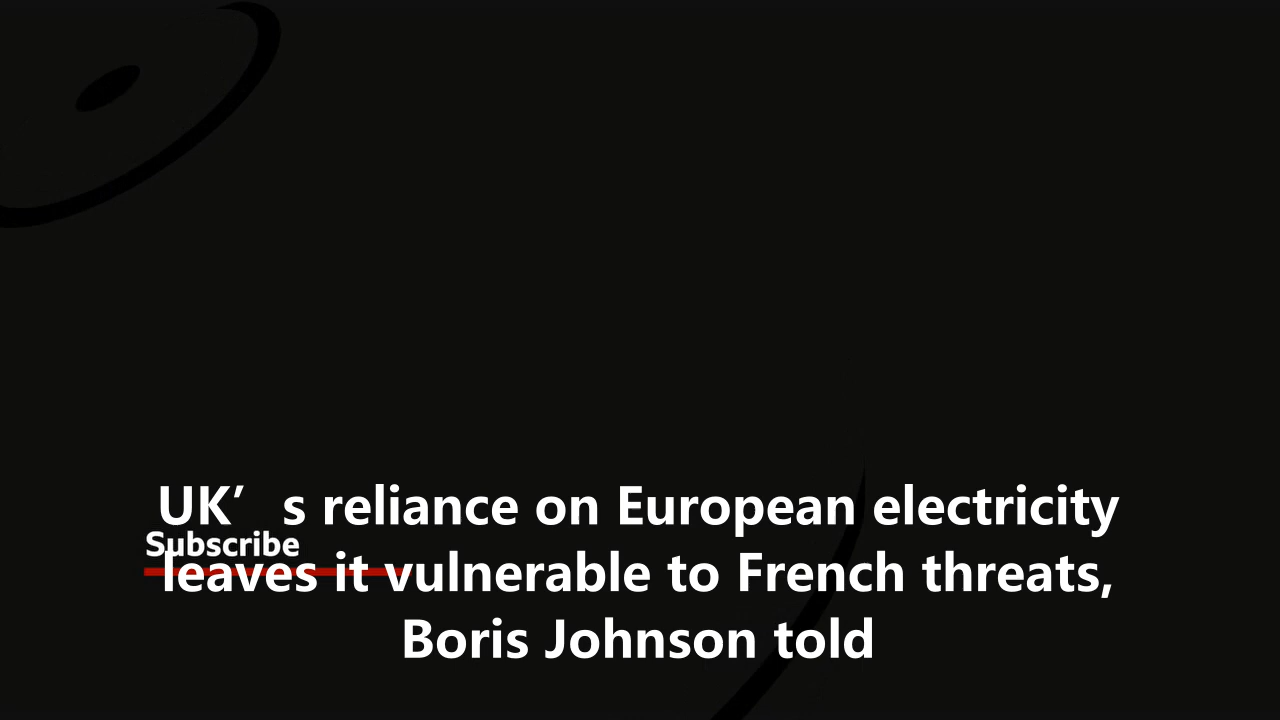 UK’s reliance on European electricity
Subscribe
leaves it vulnerable to French threats,
Boris Johnson told